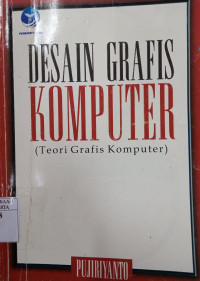 DESAIN GRAFIS
KOMPUTER
(Teori Grafis Komputer)
PUJIRIYANTO